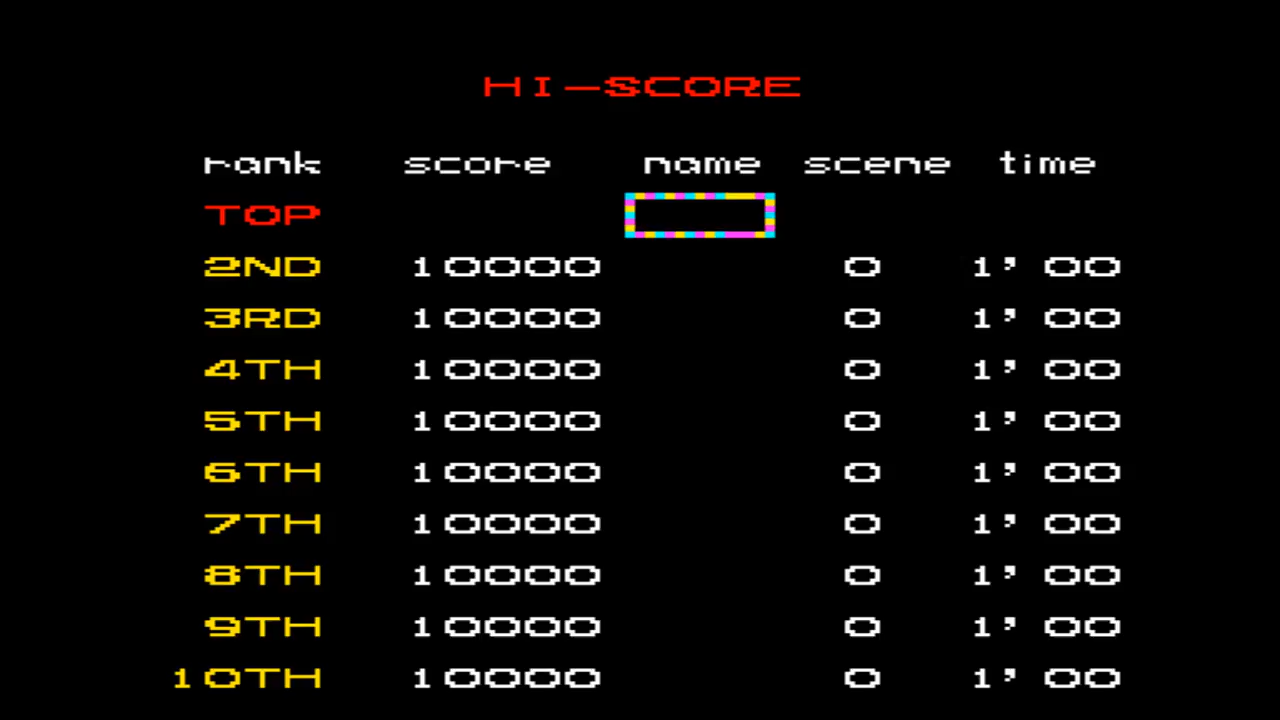 HI-SCORE
rank score name scene time
TOP
2ND 10000 0 1' 00
3RD 10000 0 1' 00
4TH 10000 0 1' 00
5TH 10000 0 1' 00
6TH 10000 0 1' 00
7TH 10000 0 1' 00
8TH 10000 0 1' 00
9TH 10000 0 1' 00
10TH 10000 0 1' 00